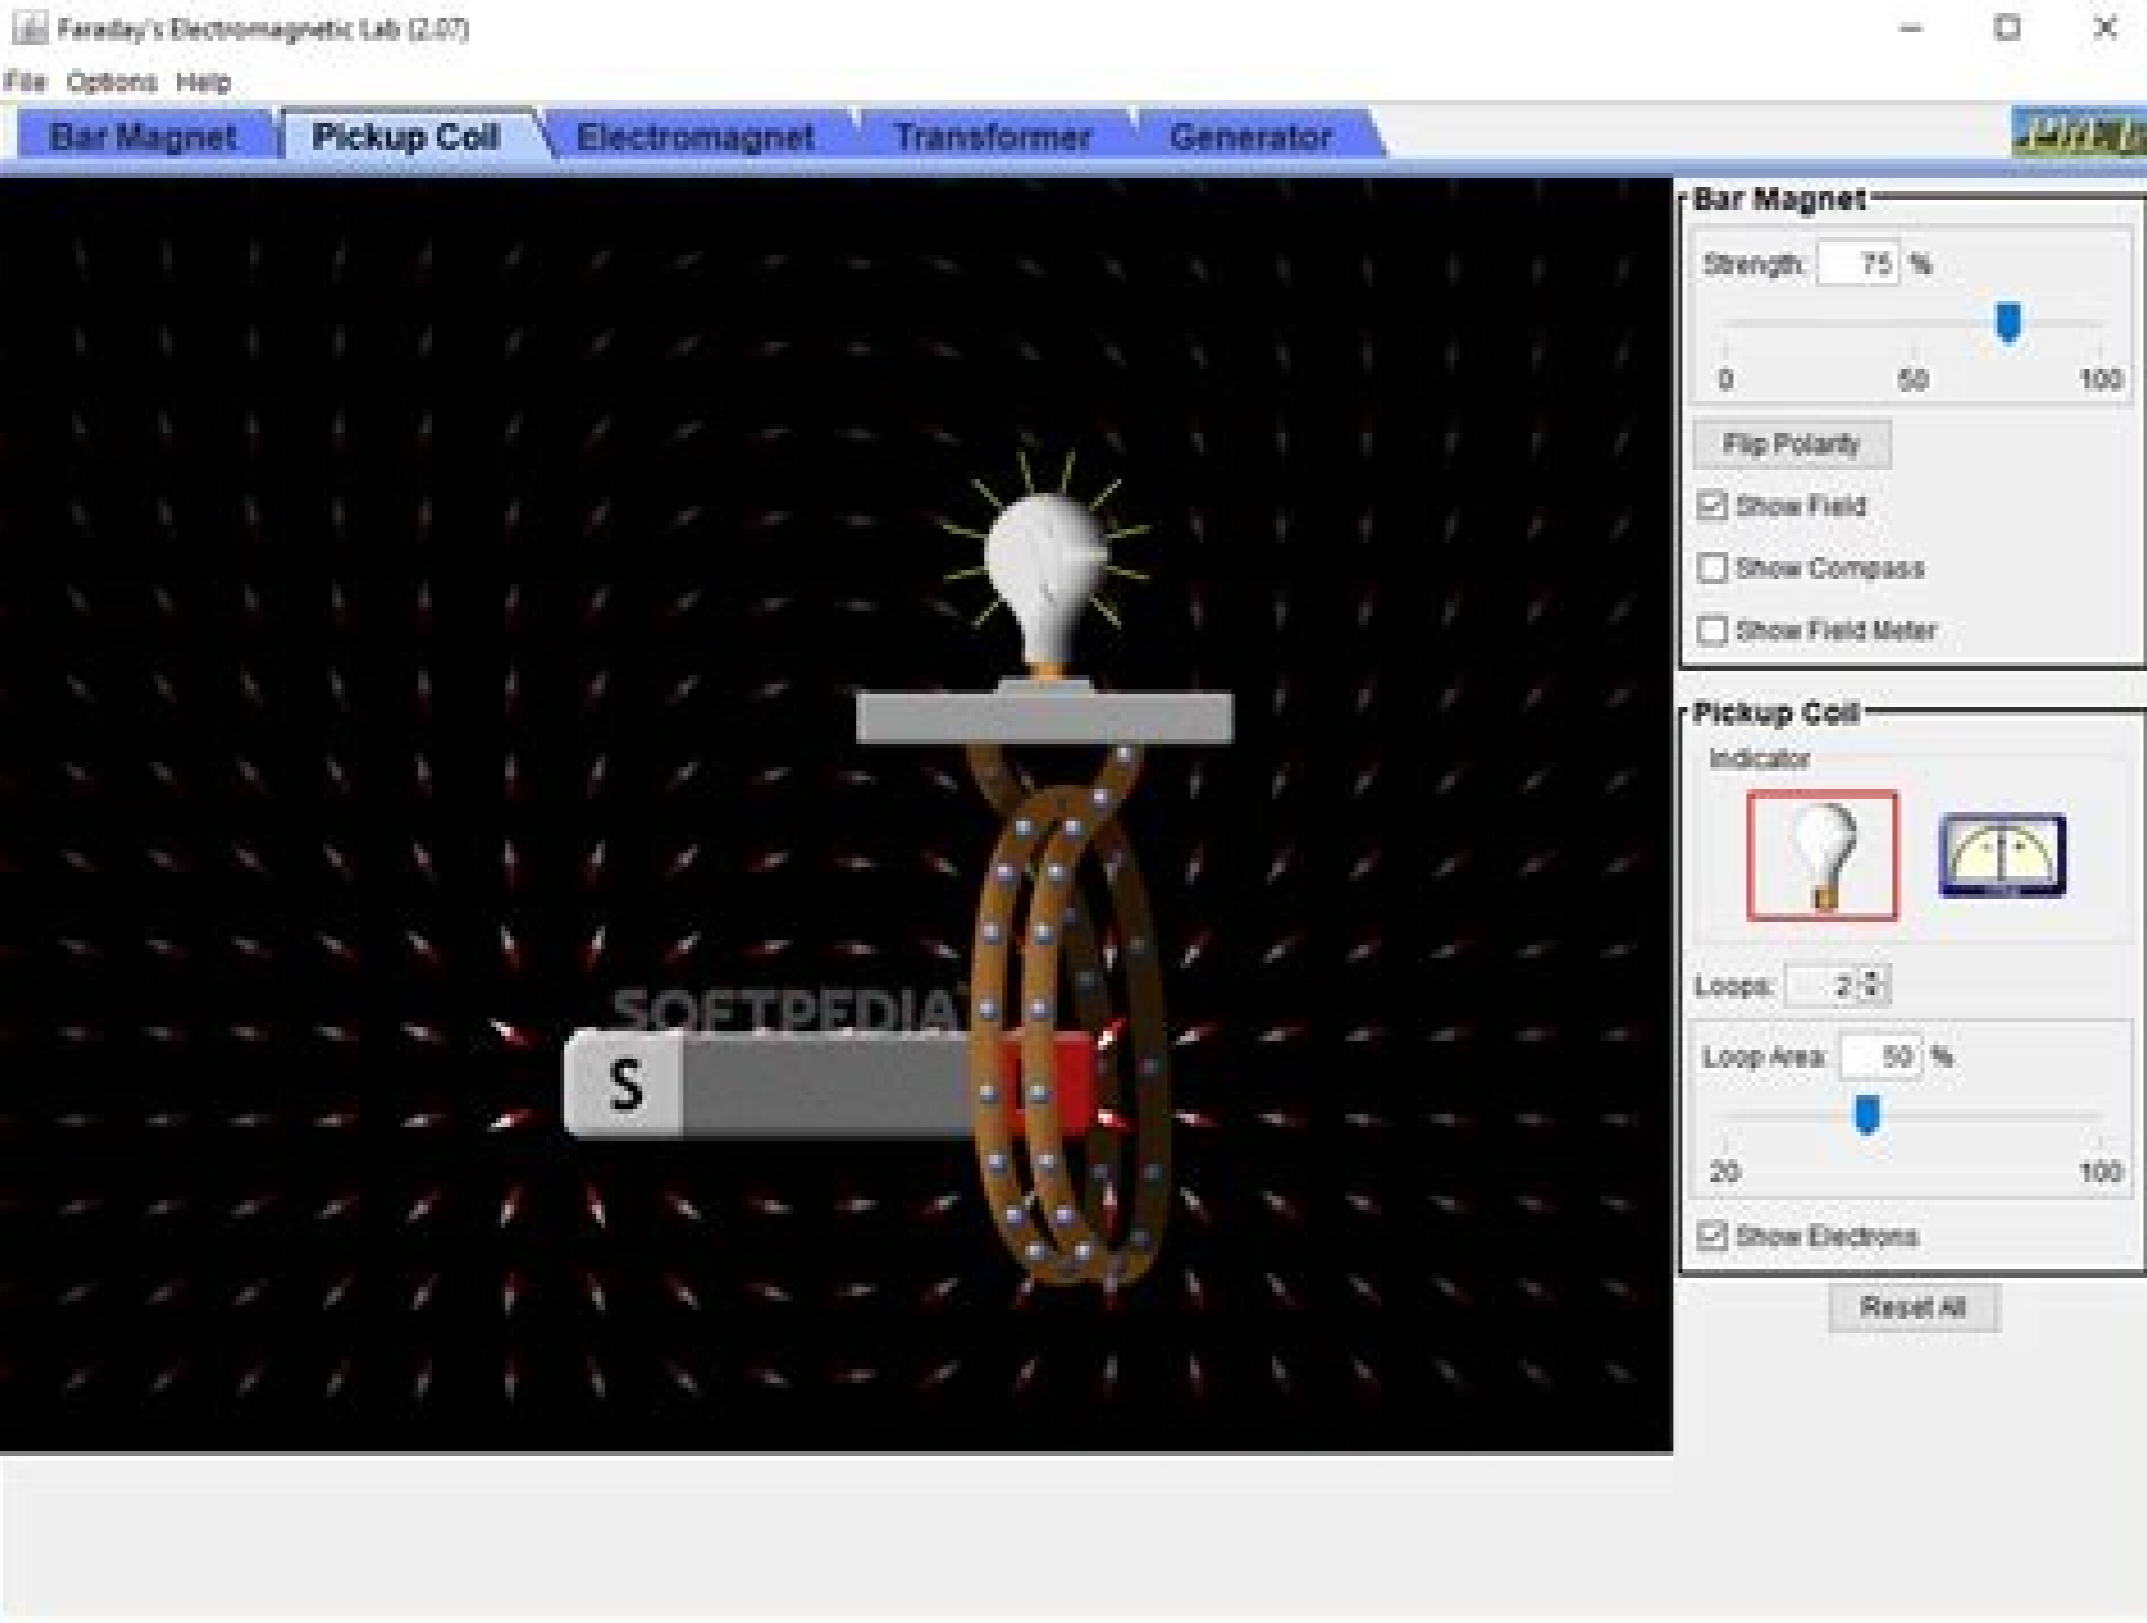 Faraday's Electromagnetic Lab (2.07)
File Options Help
Bar Magnet Pickup Coil Electromagnet Transformer Generator
Bar Magnet
Strength: 75 %
0 50 100
Flip Polarity
Show Field
Show Compass
Show Field Meter
Pickup Coil
Indicator
Loops: 2
Loop Area: 50 %
20 100
Show Electrons
Reset All
SOFTPEDIA
S